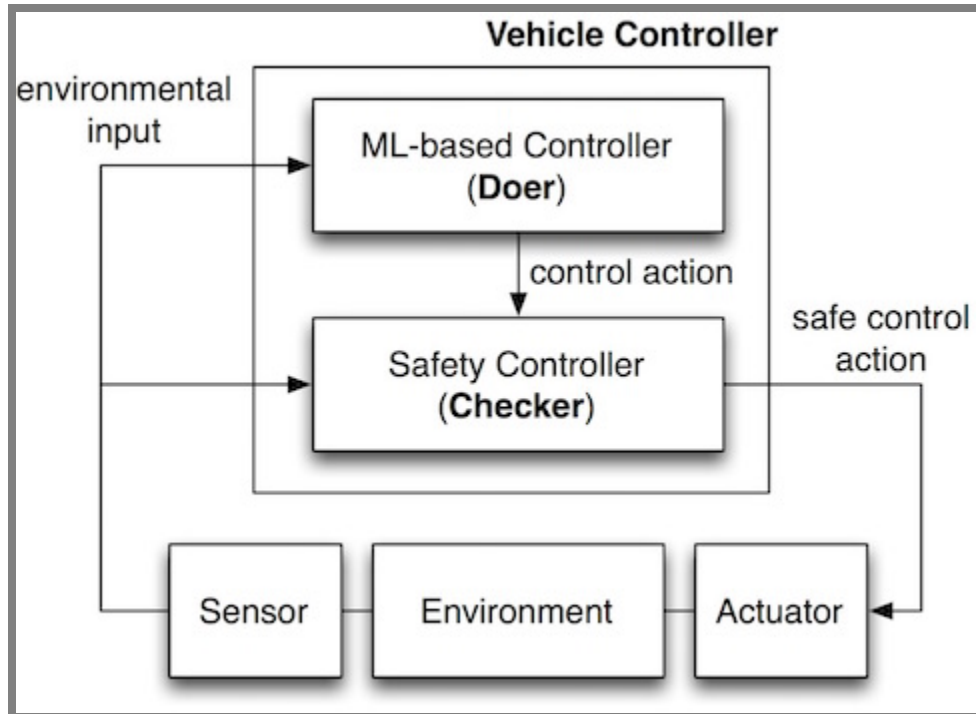 Vehicle Controller
environmental
input
ML-based Controller
(Doer)
control action
safe control
action
Safety Controller
(Checker)
Sensor
Environment
Actuator